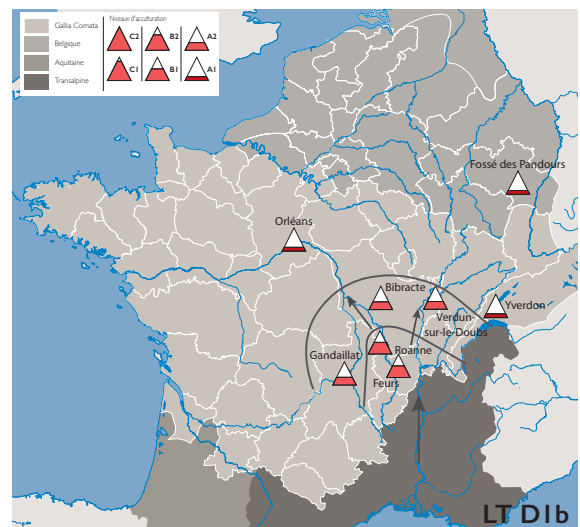 Gallia Comata
Belgique
Aquitaine
Transalpine
Niveaux d'acculturation
C2 B2 A2
C1 B1 A1
Fossé des Pandours
Orléans
Bibracte
Yverdon
Verdun-
sur-le-Doubs
Gandaillat
Roanne
Feurs
LT D1b